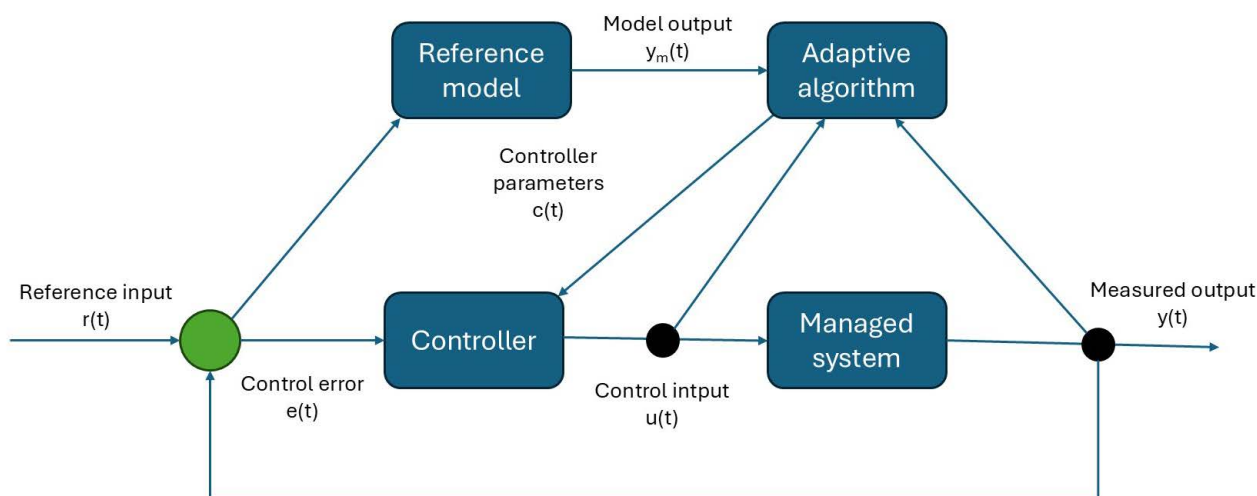 Model output
yₘ(t)
Reference
model
Adaptive
algorithm
Controller
parameters
c(t)
Reference input
r(t)
Controller
Managed
system
Measured output
y(t)
Control error
e(t)
Control intput
u(t)